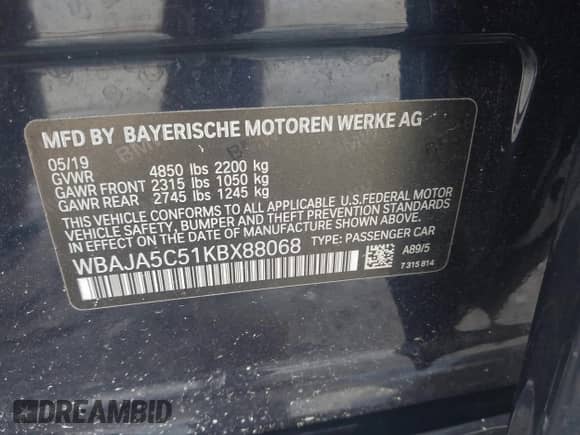 MFD BY BAYERISCHE MOTOREN WERKE AG
05/19
GVWR 4850 lbs 2200 kg
GAWR FRONT 2315 lbs 1050 kg
GAWR REAR 2745 lbs 1245 kg
THIS VEHICLE CONFORMS TO ALL APPLICABLE U.S.FEDERAL MOTOR
VEHICLE SAFETY, BUMPER AND THEFT PREVENTION STANDARDS
IN EFFECT ON THE DATE OF MANUFACTURE SHOWN ABOVE.
WBAJA5C51KBX88068 TYPE: PASSENGER CAR
A89/5
7 315 814
DREAMBID